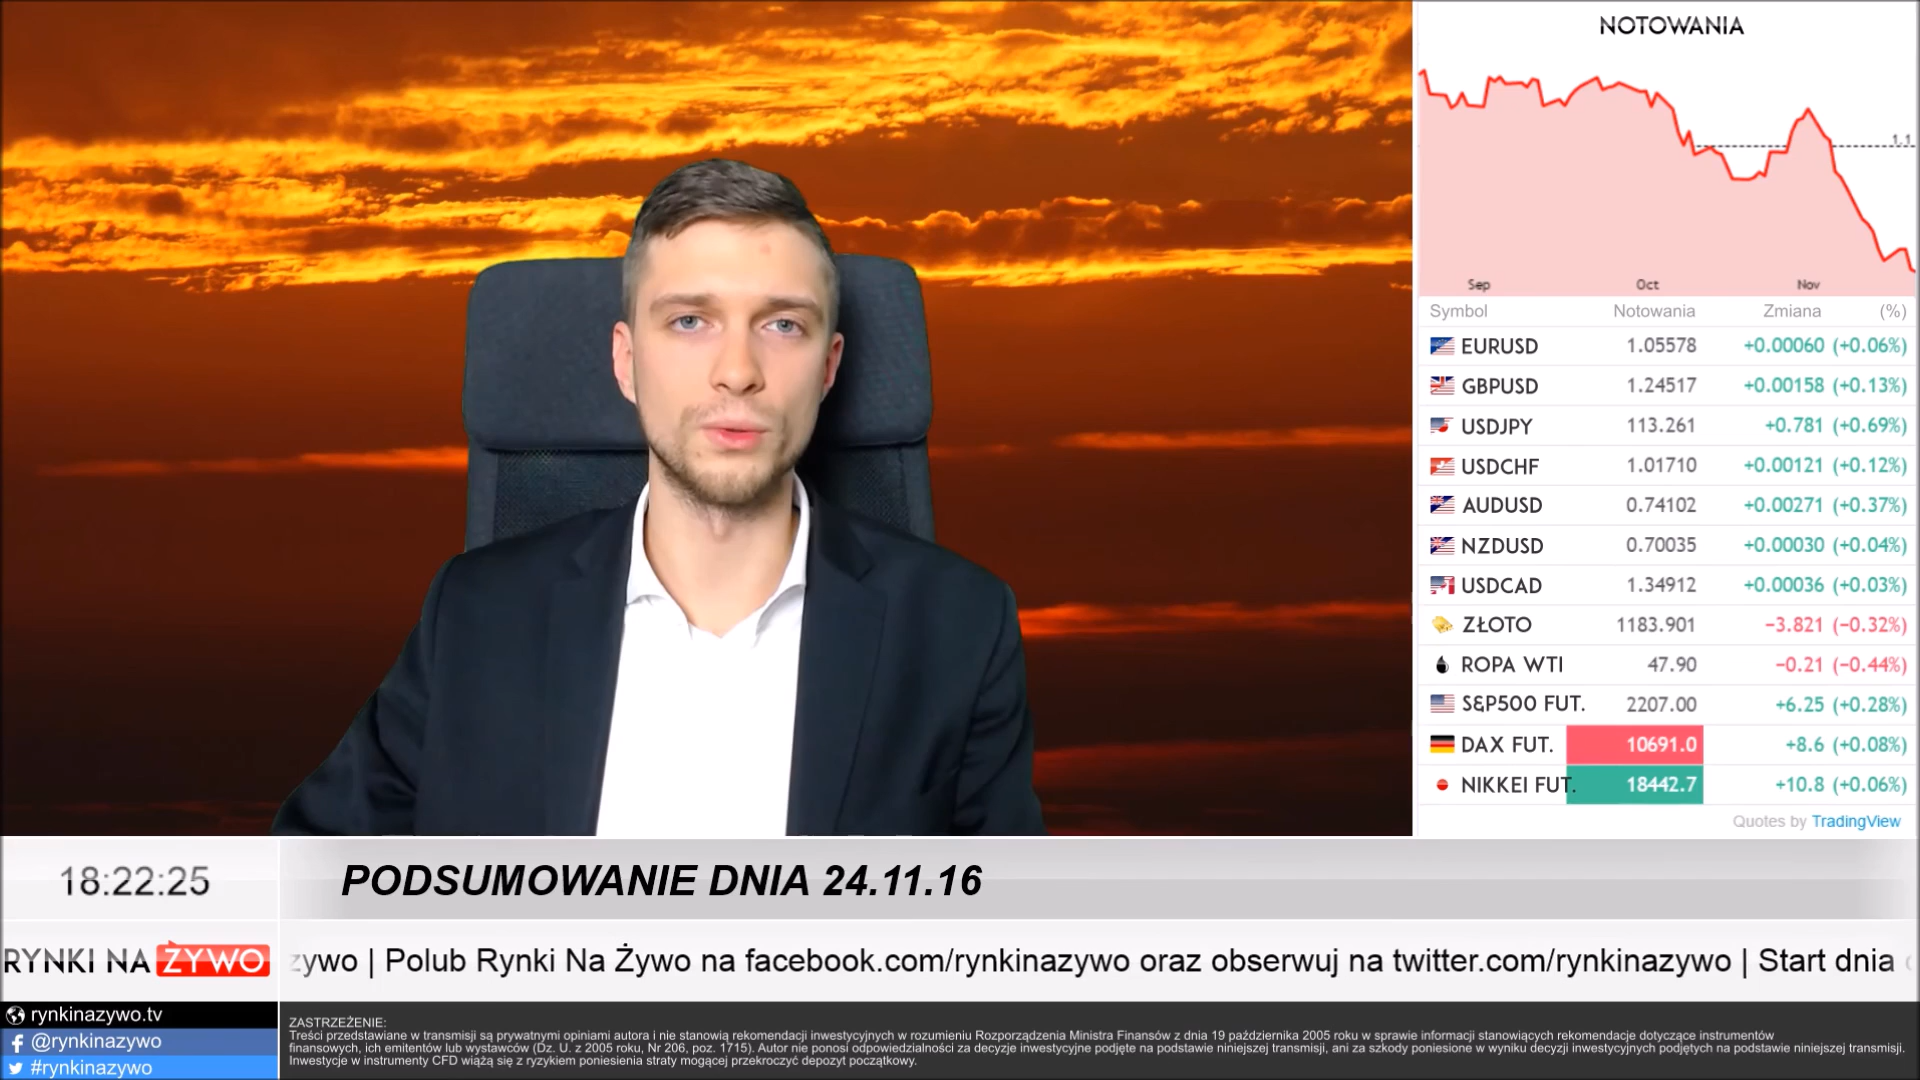 NOTOWANIA
1.1
Sep Oct Nov
Symbol Notowania Zmiana (%)
EURUSD 1.05578 +0.00060 (+0.06%)
GBPUSD 1.24517 +0.00158 (+0.13%)
USDJPY 113.261 +0.781 (+0.69%)
USDCHF 1.01710 +0.00121 (+0.12%)
AUDUSD 0.74102 +0.00271 (+0.37%)
NZDUSD 0.70035 +0.00030 (+0.04%)
USDCAD 1.34912 +0.00036 (+0.03%)
ZŁOTO 1183.901 −3.821 (−0.32%)
ROPA WTI 47.90 −0.21 (−0.44%)
S&P500 FUT. 2207.00 +6.25 (+0.28%)
DAX FUT. 10691.0 +8.6 (+0.08%)
NIKKEI FUT. 18442.7 +10.8 (+0.06%)
Quotes by TradingView
18:22:25
PODSUMOWANIE DNIA 24.11.16
RYNKI NA ŻYWO
zywo | Polub Rynki Na Żywo na facebook.com/rynkinazywo oraz obserwuj na twitter.com/rynkinazywo | Start dnia
rynkinazywo.tv
@rynkinazywo
#rynkinazywo
ZASTRZEŻENIE:
Treści przedstawiane w transmisji są prywatnymi opiniami autora i nie stanowią rekomendacji inwestycyjnych w rozumieniu Rozporządzenia Ministra Finansów z dnia 19 października 2005 roku w sprawie informacji stanowiących rekomendacje dotyczące instrumentów
finansowych, ich emitentów lub wystawców (Dz. U. z 2005 roku, Nr 206, poz. 1715). Autor nie ponosi odpowiedzialności za decyzje inwestycyjne podjęte na podstawie niniejszej transmisji, ani za szkody poniesione w wyniku decyzji inwestycyjnych podjętych na podstawie niniejszej transmisji.
Inwestycje w instrumenty CFD wiążą się z ryzykiem poniesienia straty mogącej przekroczyć depozyt początkowy.